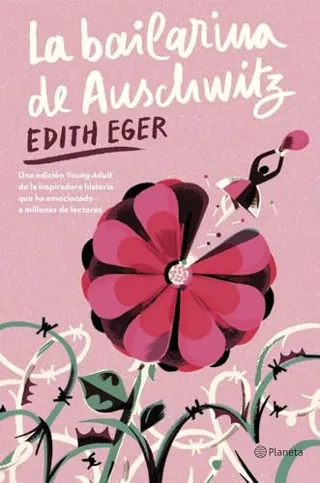 La bailarina
de Auschwitz
EDITH EGER
Una edición Young Adult
de la inspiradora historia
que ha emocionado
a millones de lectores
Planeta